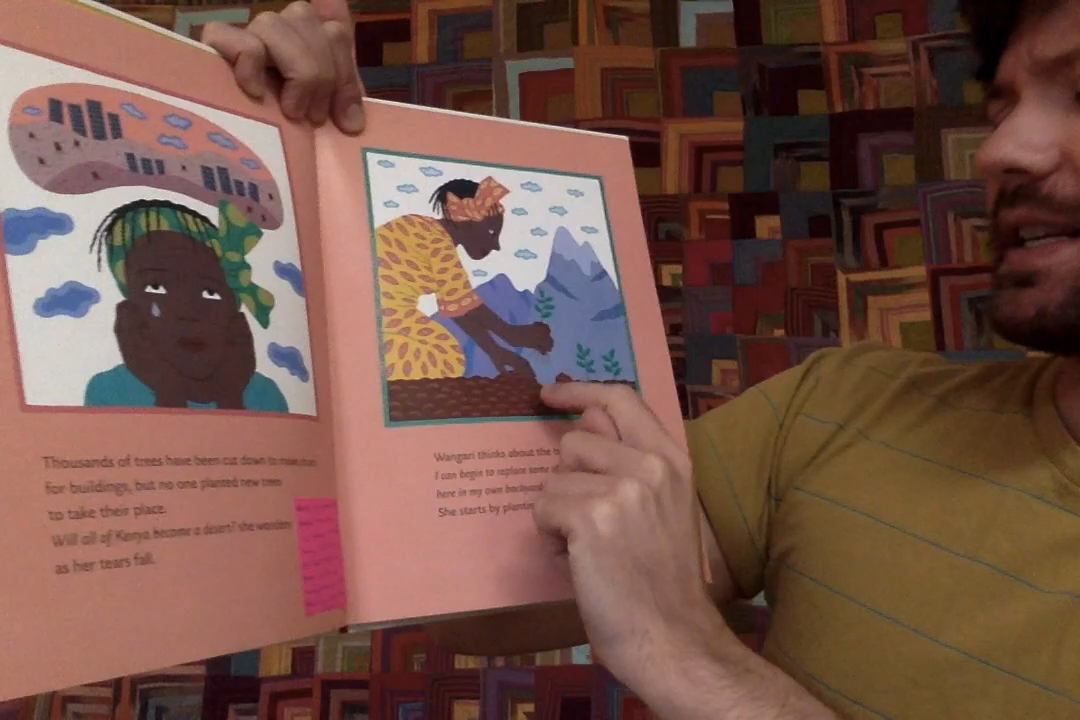 Thousands of trees have been cut down to make room
for buildings, but no one planted new trees
to take their place.
Will all of Kenya become a desert? she wonders
as her tears fall.
Wangari thinks about the
I can begin to replace some
here in my own backyard
She starts by